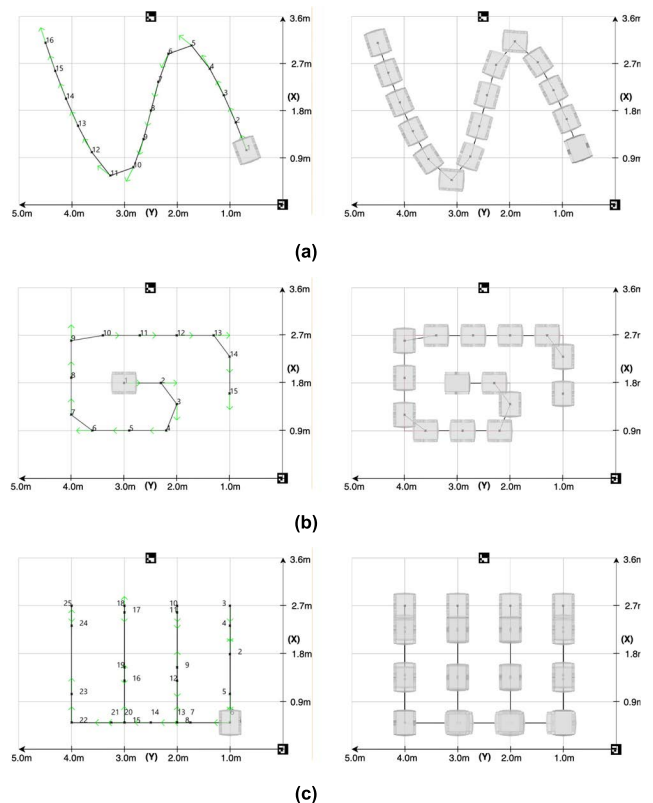 3.6m
3.6m
16
15
14
13
12
11
10
9
8
7
6
5
4
3
2
1
2.7m
2.7m
(X)
(X)
1.8m
1.8m
0.9m
0.9m
5.0m 4.0m 3.0m (Y) 2.0m 1.0m
5.0m 4.0m 3.0m (Y) 2.0m 1.0m
(a)
3.6m
3.6m
9 10 11 12 13
14
8 1 2
15
3
7
6 5 4
2.7m
2.7m
(X)
(X)
1.8m
1.8m
0.9m
0.9m
5.0m 4.0m 3.0m (Y) 2.0m 1.0m
5.0m 4.0m 3.0m (Y) 2.0m 1.0m
(b)
3.6m
3.6m
25 18 10 3
17 11
24 4
2
19 9
16 12
23 5
21 20 14 13 7 6
22 15 8
2.7m
2.7m
(X)
(X)
1.8m
1.8m
0.9m
0.9m
5.0m 4.0m 3.0m (Y) 2.0m 1.0m
5.0m 4.0m 3.0m (Y) 2.0m 1.0m
(c)